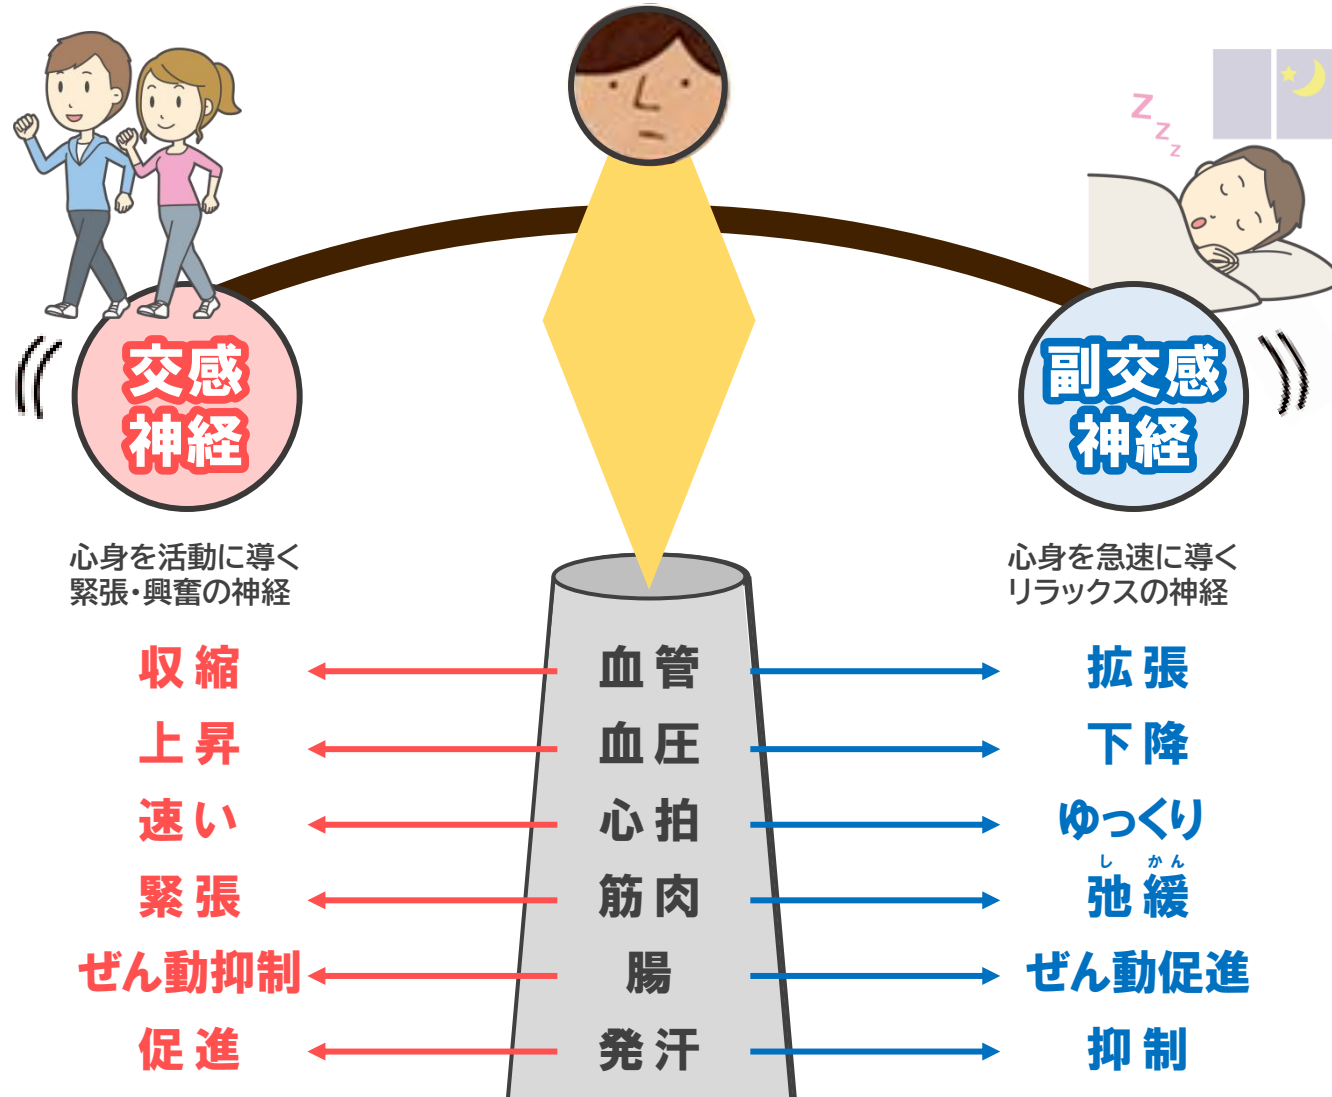 Z
Z
Z
交感
神経
副交感
神経
心身を活動に導く
緊張・興奮の神経
心身を急速に導く
リラックスの神経
収縮 血管 拡張
上昇 血圧 下降
速い 心拍 ゆっくり
し かん
緊張 筋肉 弛緩
ぜん動抑制 腸 ぜん動促進
促進 発汗 抑制